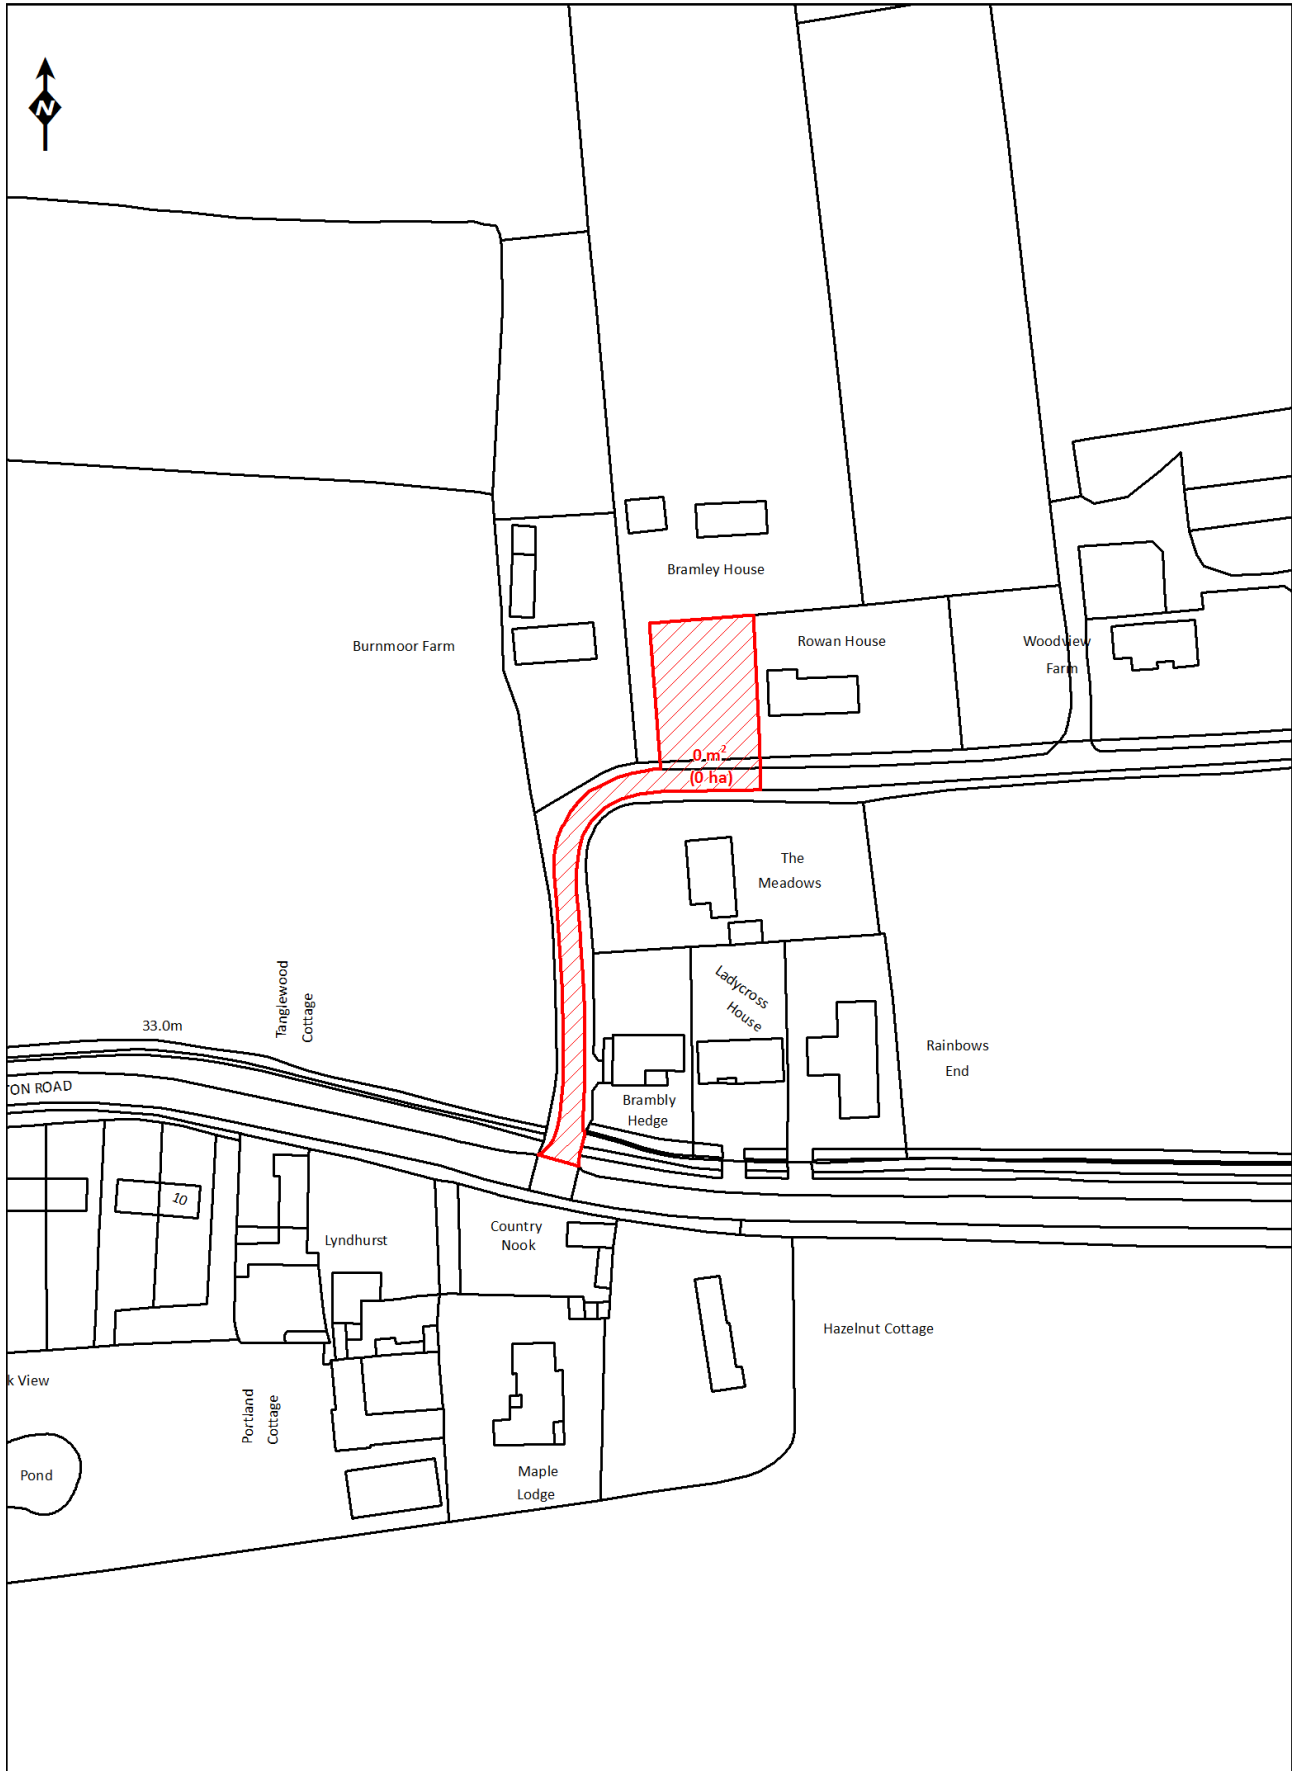 N
Bramley House
Burnmoor Farm
Rowan House
Woodview
Farm
0 m²
(0 ha)
The
Meadows
Ladycross
House
Tanglewood
Cottage
33.0m
Rainbows
End
TON ROAD
Brambly
Hedge
10
Lyndhurst
Country
Nook
Hazelnut Cottage
k View
Portland
Cottage
Pond
Maple
Lodge